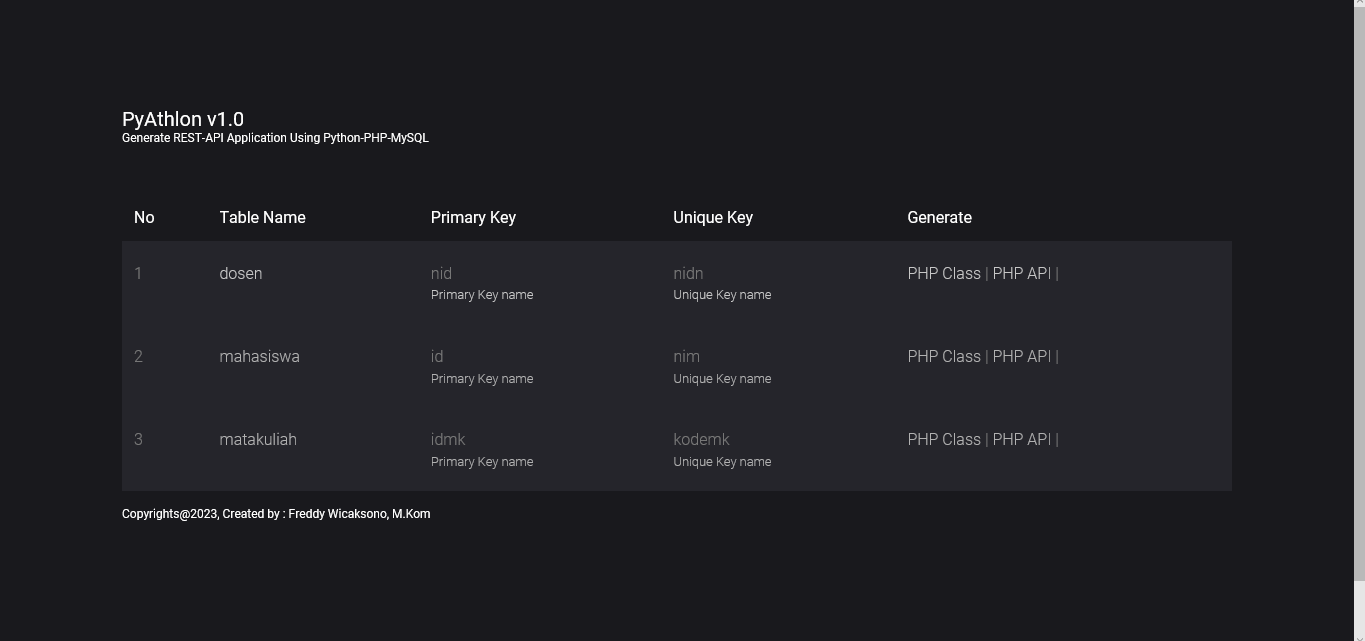 PyAthlon v1.0
Generate REST-API Application Using Python-PHP-MySQL
No Table Name Primary Key Unique Key Generate
1 dosen nid nidn PHP Class | PHP API |
Primary Key name Unique Key name
2 mahasiswa id nim PHP Class | PHP API |
Primary Key name Unique Key name
3 matakuliah idmk kodemk PHP Class | PHP API |
Primary Key name Unique Key name
Copyrights@2023, Created by : Freddy Wicaksono, M.Kom